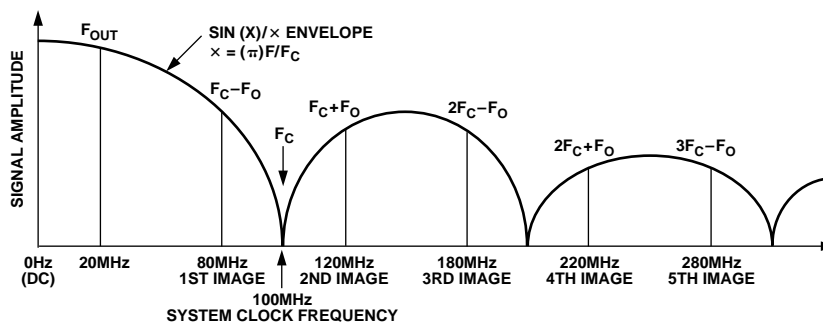 SIGNAL AMPLITUDE
F_OUT
SIN (X)/× ENVELOPE
× = (π)F/F_C
F_C−F_O
F_C
F_C+F_O
2F_C−F_O
2F_C+F_O
3F_C−F_O
0Hz
(DC)
20MHz
80MHz
1ST IMAGE
120MHz
2ND IMAGE
180MHz
3RD IMAGE
220MHz
4TH IMAGE
280MHz
5TH IMAGE
100MHz
SYSTEM CLOCK FREQUENCY